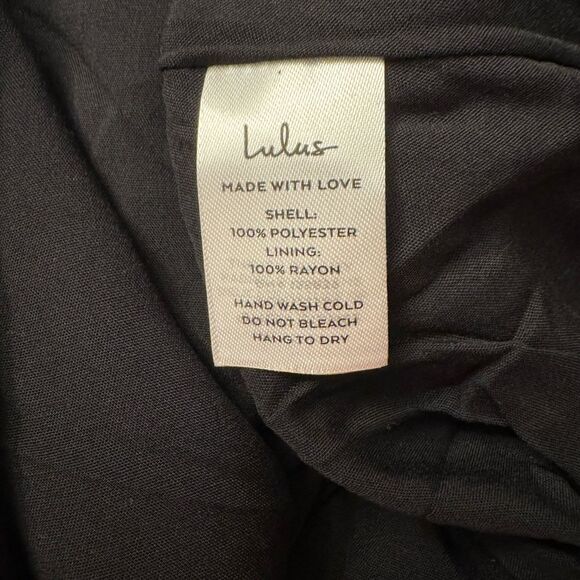 Lulus
MADE WITH LOVE
SHELL:
100% POLYESTER
LINING:
100% RAYON
HAND WASH COLD
DO NOT BLEACH
HANG TO DRY